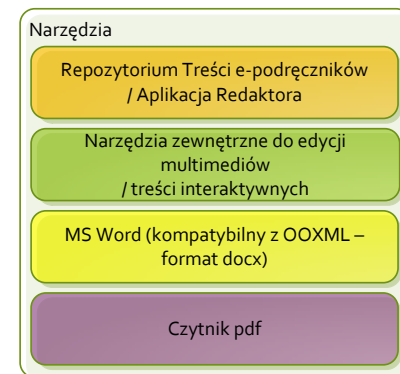 Narzędzia
Repozytorium Treści e-podręczników
/ Aplikacja Redaktora
Narzędzia zewnętrzne do edycji
multimediów
/ treści interaktywnych
MS Word (kompatybilny z OOXML –
format docx)
Czytnik pdf